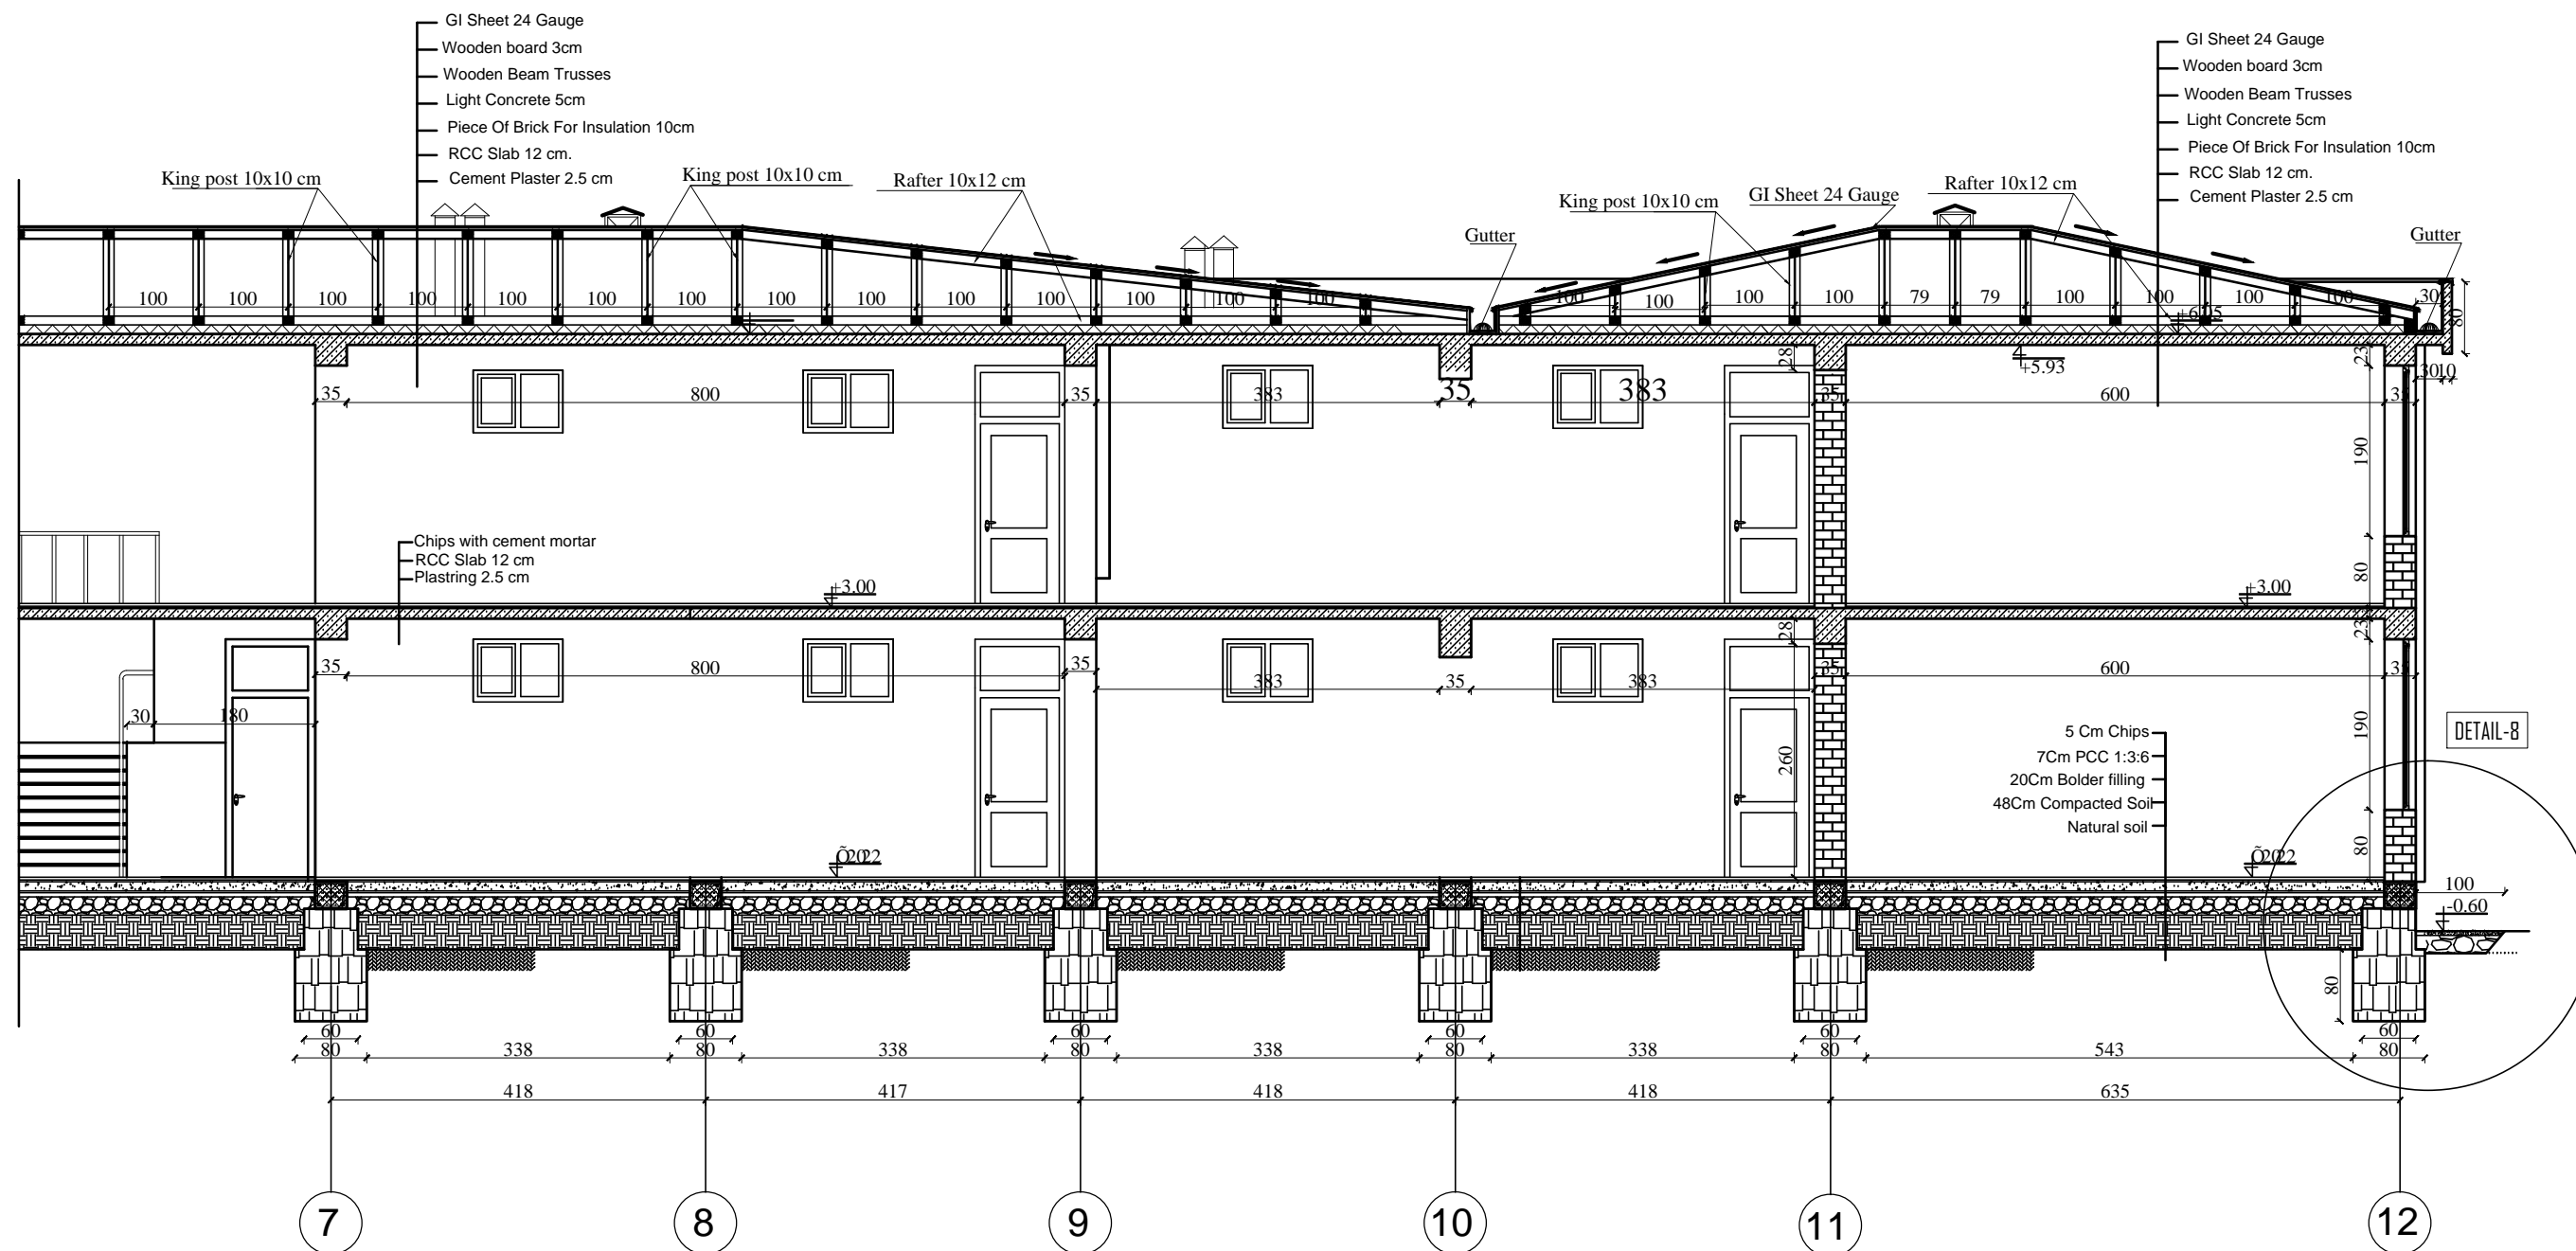 GI Sheet 24 Gauge
Wooden board 3cm
Wooden Beam Trusses
Light Concrete 5cm
Piece Of Brick For Insulation 10cm
RCC Slab 12 cm.
Cement Plaster 2.5 cm
GI Sheet 24 Gauge
Wooden board 3cm
Wooden Beam Trusses
Light Concrete 5cm
Piece Of Brick For Insulation 10cm
RCC Slab 12 cm.
Cement Plaster 2.5 cm
King post 10x10 cm
King post 10x10 cm
Rafter 10x12 cm
King post 10x10 cm
GI Sheet 24 Gauge
Rafter 10x12 cm
Gutter
Gutter
100 100 100 100 100 100 100 100 100 100 100 100 100 100 100 100 100 100 79 79 100 100 100 100 30
80
+6.05
+5.93
28
23
30 10
35 800 35 383 35 383 35 600 35
190
80
Chips with cement mortar
RCC Slab 12 cm
Plastring 2.5 cm
+3.00
+3.00
28
23
35 800 35 383 35 383 35 600 35
30 180
260
190
80
5 Cm Chips
7Cm PCC 1:3:6
20Cm Bolder filling
48Cm Compacted Soil
Natural soil
DETAIL-8
100
-0.60
80
60 60 60 60 60 60
80 338 80 338 80 338 80 338 80 543 80
418 417 418 418 635
7 8 9 10 11 12